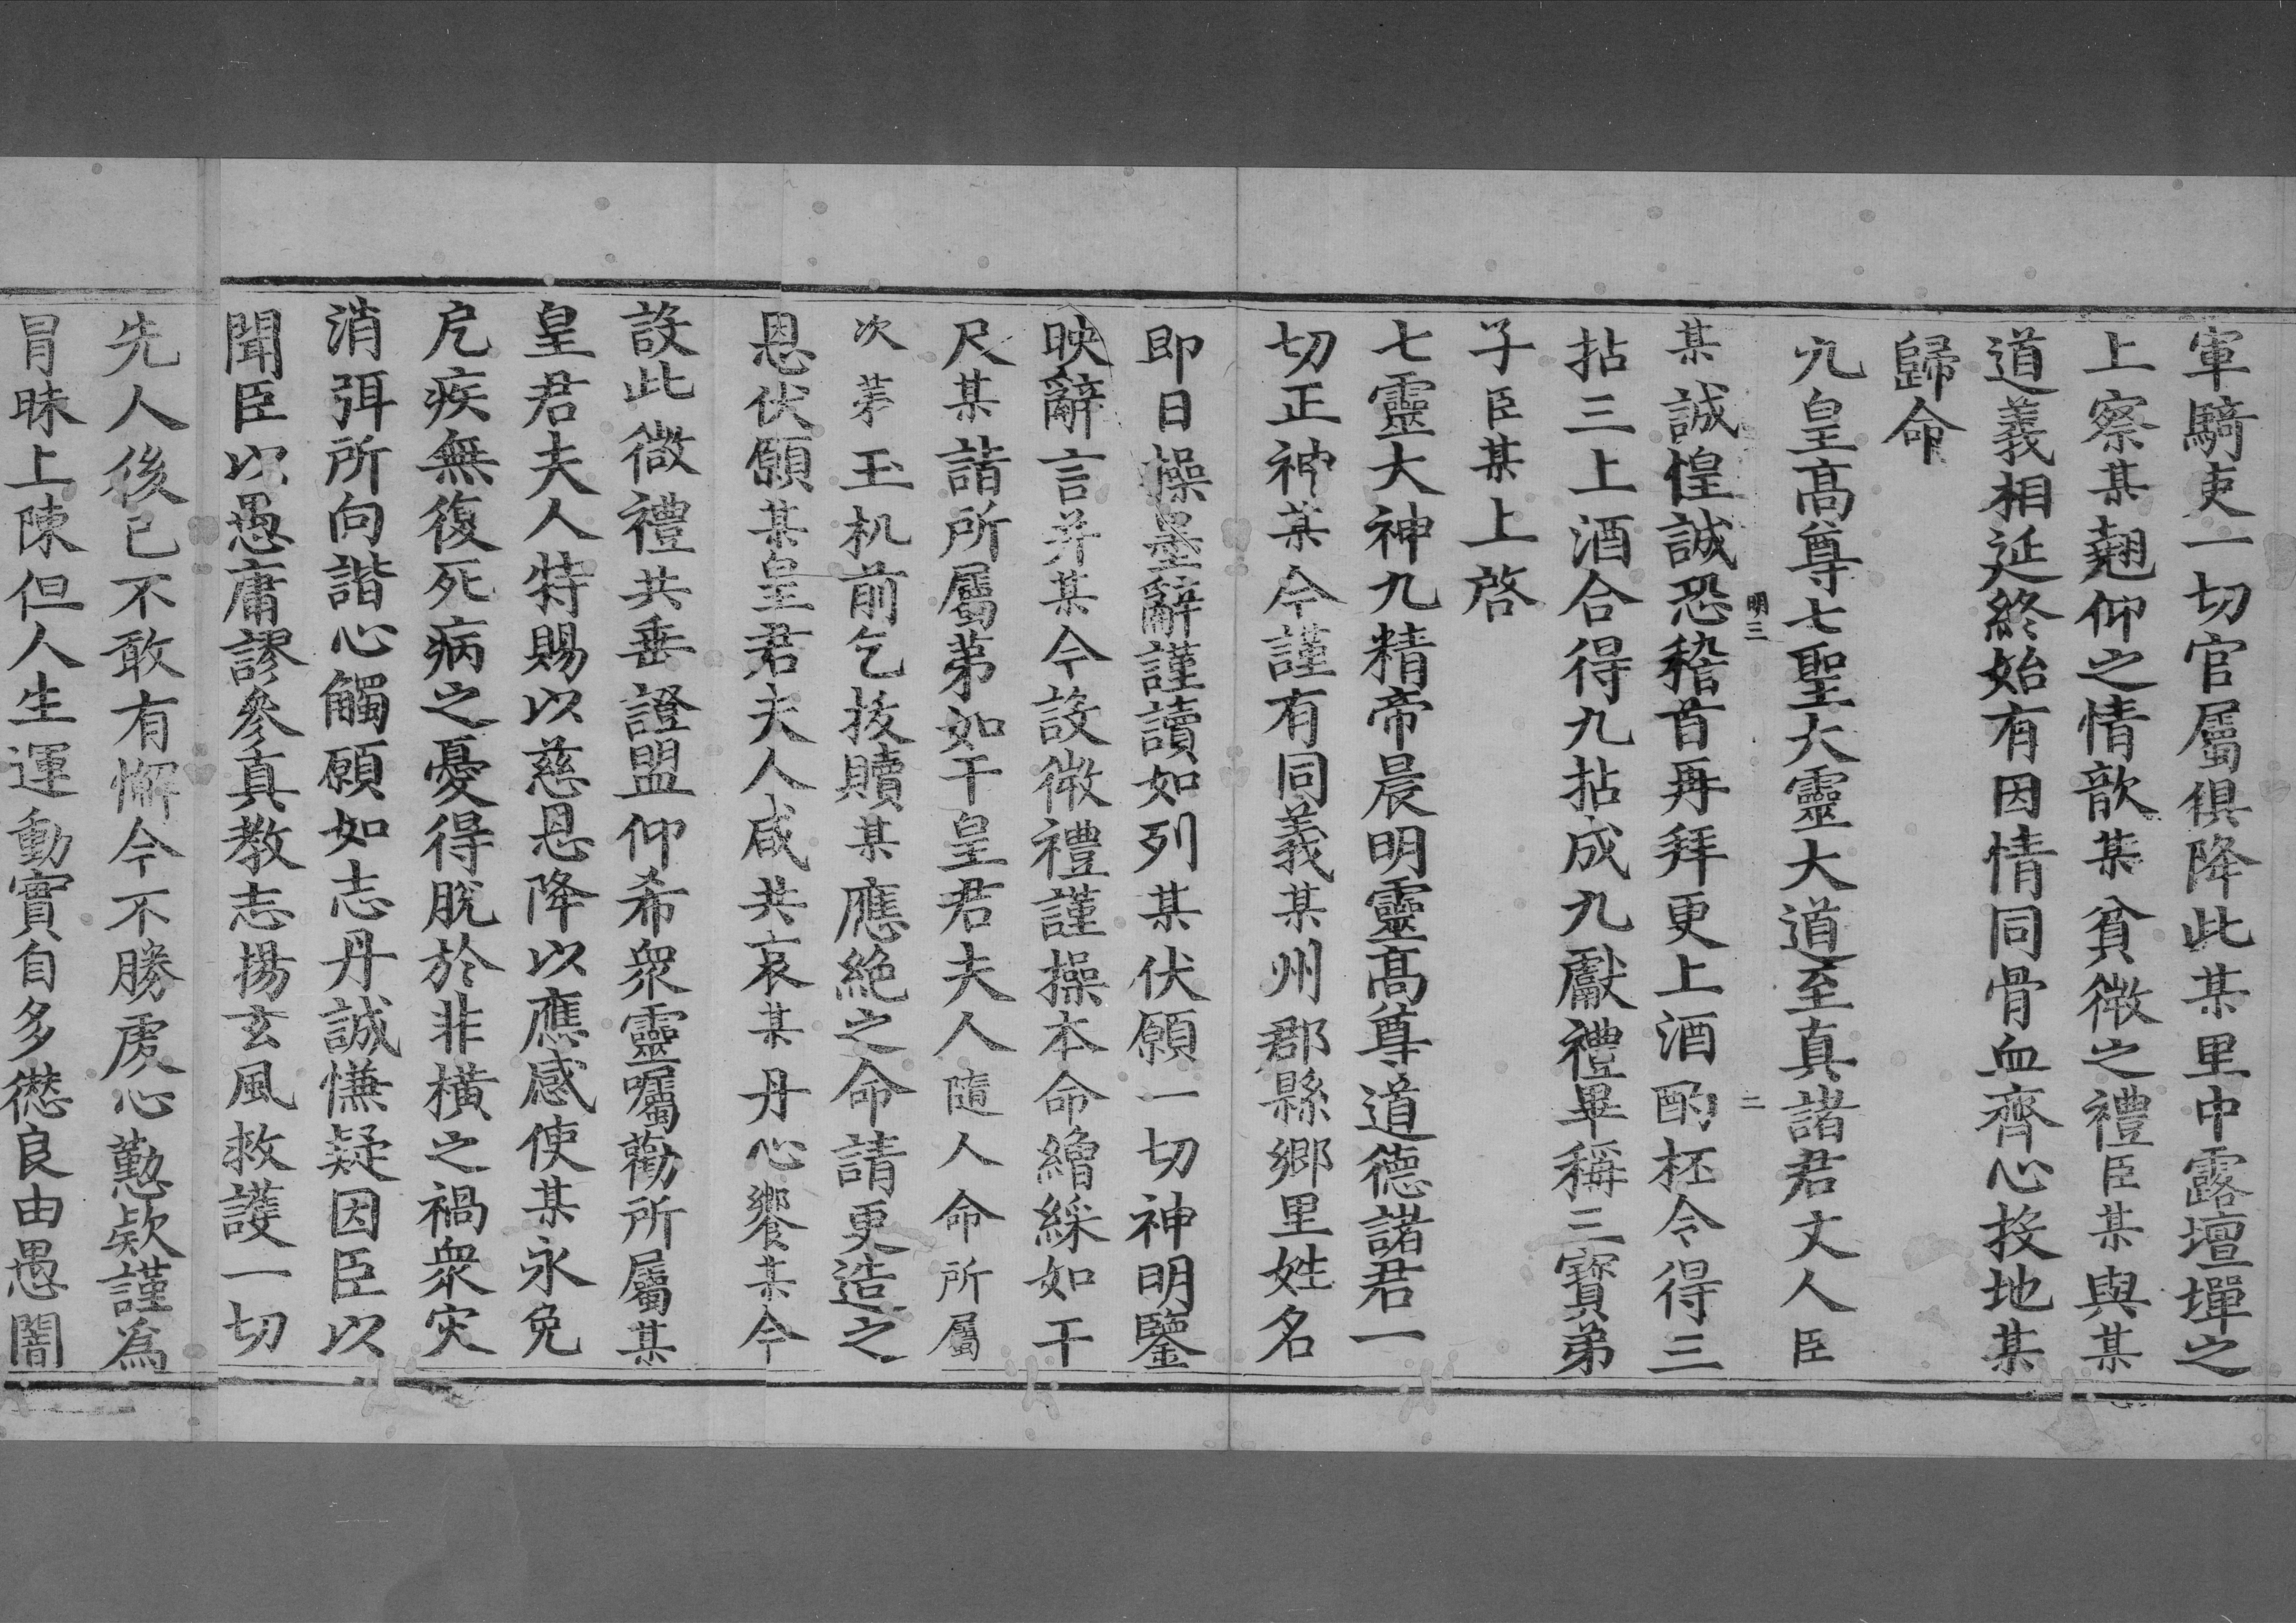 軍騎吏一切官屬俱降此某里中露壇墠之
上察某翹仰之情歆某貧微之禮臣某與某
道義相延終始有因情同骨血齊心投地某
歸命
九皇高尊七聖大靈大道至真諸君丈人臣
明三 二
某誠惶誠恐稽首再拜更上酒酌柸令得三
拈三上酒合得九拈成九獻禮畢稱三寳弟
子臣某上啓
七靈大神九精帝晨明靈高尊道德諸君一
切正神某今謹有同義某州郡縣鄉里姓名
即日操墨辭謹讀如列某伏願一切神明鑒
映辭言并某今設微禮謹操本命繒綵如干
尺某詣所屬苐如干皇君夫人隨人命所屬
次苐玉机前乞拔贖某應絶之命請更造之
恩伏願某皇君夫人咸共哀某丹心饗某今
設此微禮共垂證盟仰希衆靈囑勸所屬某
皇君夫人特賜以慈恩降以應感使某永免
戹疾無復死病之憂得脫於非横之禍衆灾
消弭所向諧心觸願如志丹誠慊疑因臣以
聞臣以愚庸謬參真教志揚玄風救護一切
先人後己不敢有懈今不勝虔心懃欵謹為
冒昧上陳但人生運動實自多愆良由愚闇